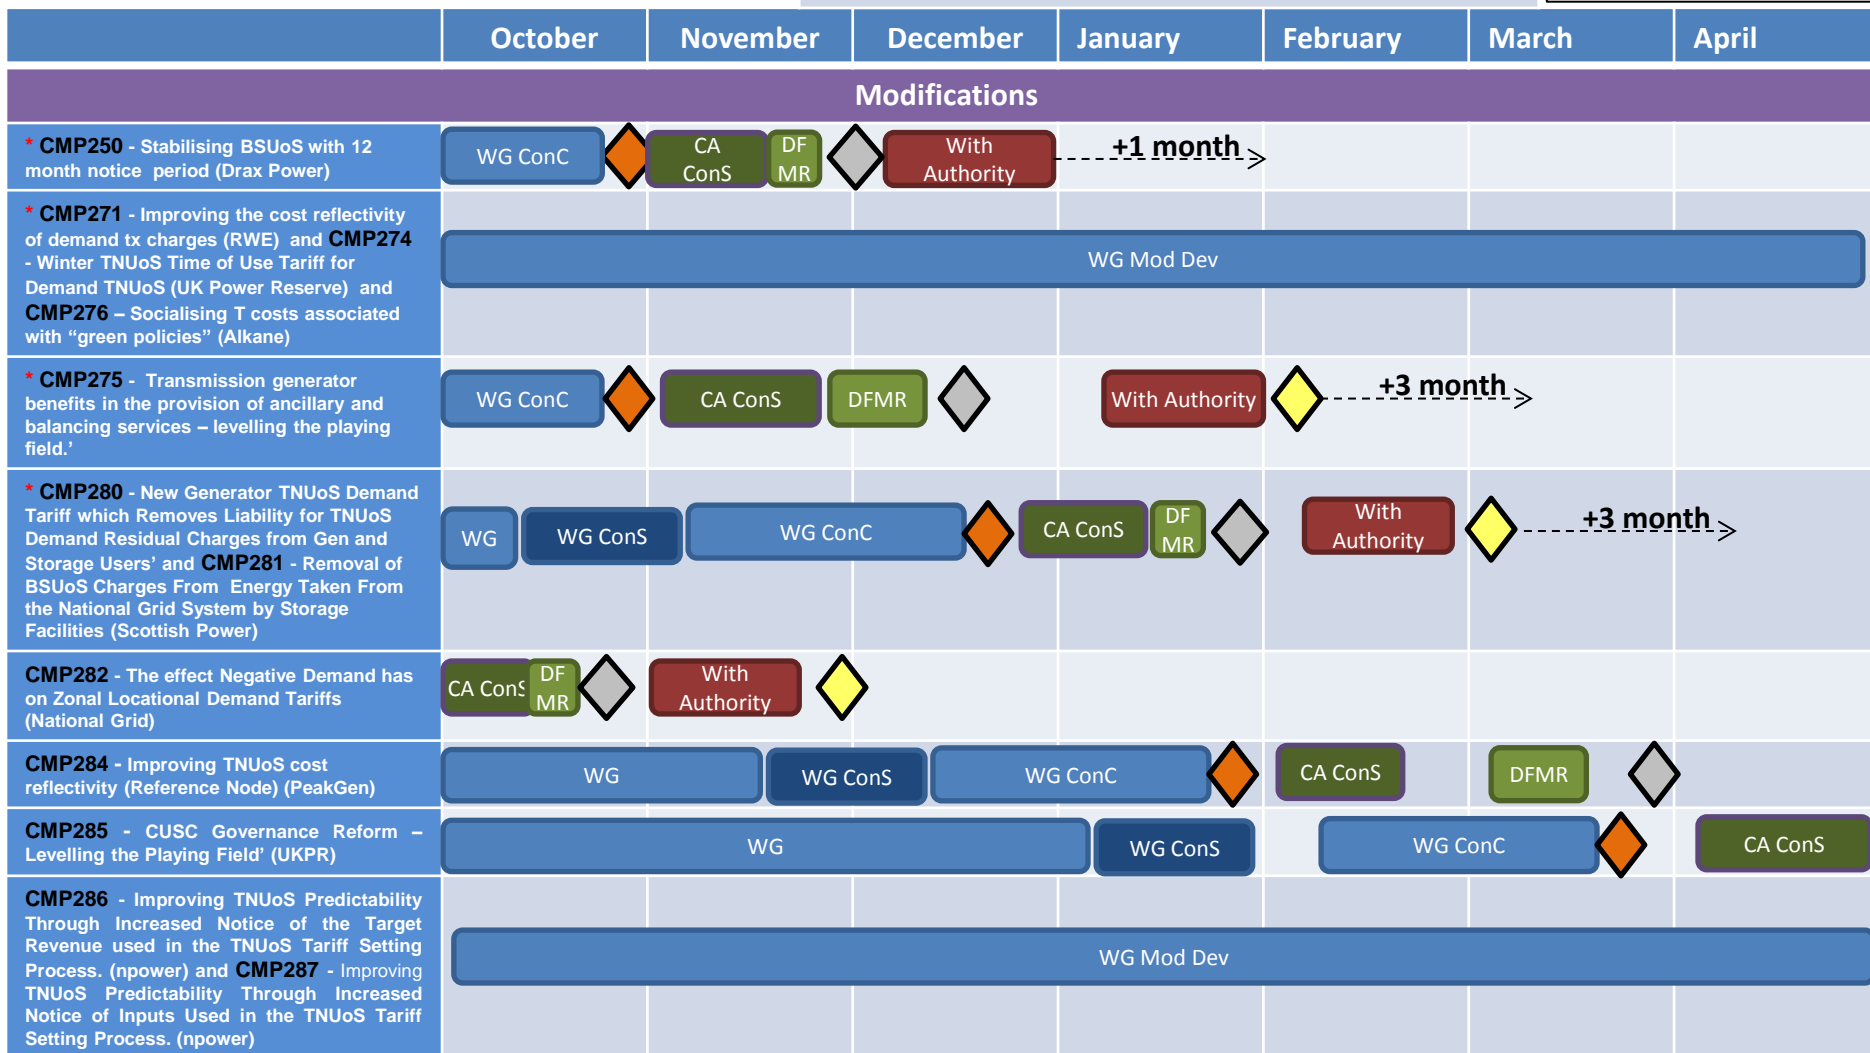 October November December January February March April
Modifications
* CMP250 - Stabilising BSUoS with 12
month notice period (Drax Power)
WG ConC
CA
ConS
DF
MR
With
Authority
+1 month
* CMP271 - Improving the cost reflectivity
of demand tx charges (RWE) and CMP274
- Winter TNUoS Time of Use Tariff for
Demand TNUoS (UK Power Reserve) and
CMP276 – Socialising T costs associated
with “green policies” (Alkane)
WG Mod Dev
* CMP275 - Transmission generator
benefits in the provision of ancillary and
balancing services – levelling the playing
field.’
WG ConC
CA ConS
DFMR
With Authority
+3 month
* CMP280 - New Generator TNUoS Demand
Tariff which Removes Liability for TNUoS
Demand Residual Charges from Gen and
Storage Users’ and CMP281 - Removal of
BSUoS Charges From Energy Taken From
the National Grid System by Storage
Facilities (Scottish Power)
WG
WG ConS
WG ConC
CA ConS
DF
MR
With
Authority
+3 month
CMP282 - The effect Negative Demand has
on Zonal Locational Demand Tariffs
(National Grid)
CA ConS
DF
MR
With
Authority
CMP284 - Improving TNUoS cost
reflectivity (Reference Node) (PeakGen)
WG
WG ConS
WG ConC
CA ConS
DFMR
CMP285 - CUSC Governance Reform –
Levelling the Playing Field’ (UKPR)
WG
WG ConS
WG ConC
CA ConS
CMP286 - Improving TNUoS Predictability
Through Increased Notice of the Target
Revenue used in the TNUoS Tariff Setting
Process. (npower) and CMP287 - Improving
TNUoS Predictability Through Increased
Notice of Inputs Used in the TNUoS Tariff
Setting Process. (npower)
WG Mod Dev